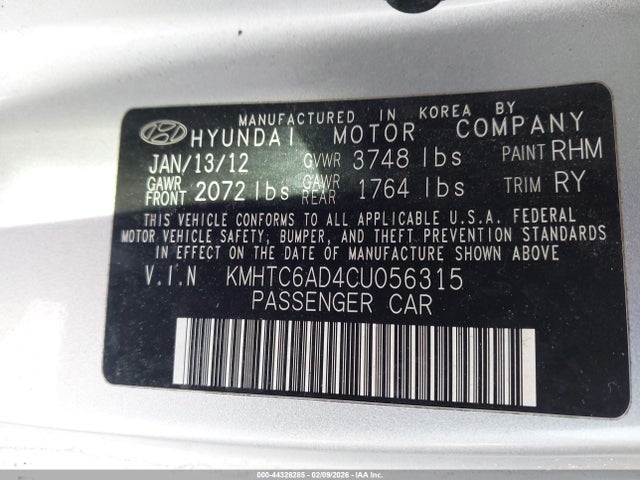 MANUFACTURED IN KOREA BY
HYUNDAI MOTOR COMPANY
JAN/13/12 GVWR 3748 lbs PAINT RHM
GAWR FRONT 2072 lbs GAWR REAR 1764 lbs TRIM RY
THIS VEHICLE CONFORMS TO ALL APPLICABLE U.S.A. FEDERAL
MOTOR VEHICLE SAFETY, BUMPER, AND THEFT PREVENTION STANDARDS
IN EFFECT ON THE DATE OF MANUFACTURE SHOWN ABOVE
V.I.N KMHTC6AD4CU056315
PASSENGER CAR
000-44328285 - 02/09/2026 - IAA Inc.